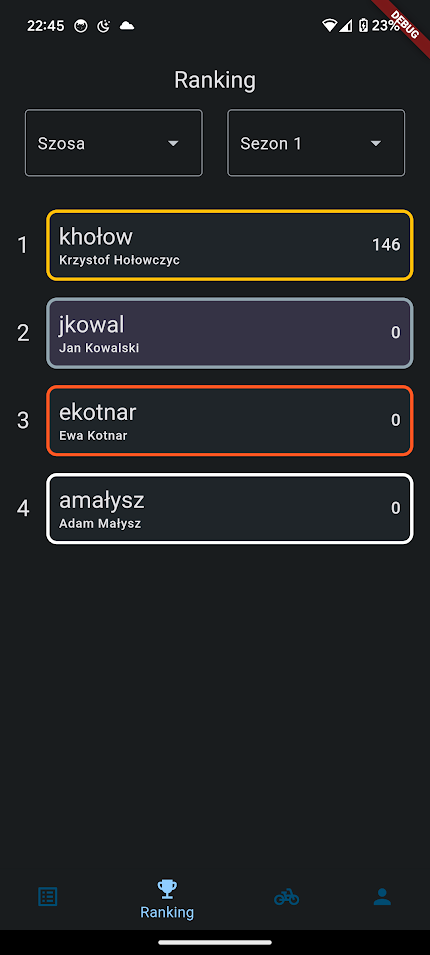 22:45
23%
DEBUG
Ranking
Szosa
Sezon 1
1
khołow
Krzystof Hołowczyc
146
2
jkowal
Jan Kowalski
0
3
ekotnar
Ewa Kotnar
0
4
amałysz
Adam Małysz
0
Ranking